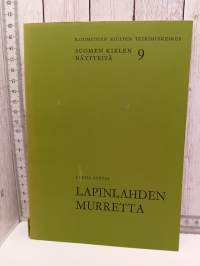 KOTIMAISTEN KIELTEN TUTKIMUSKESKUS
SUOMEN KIELEN
NÄYTTEITÄ 9
LAPINLAHDEN
MURRETTA